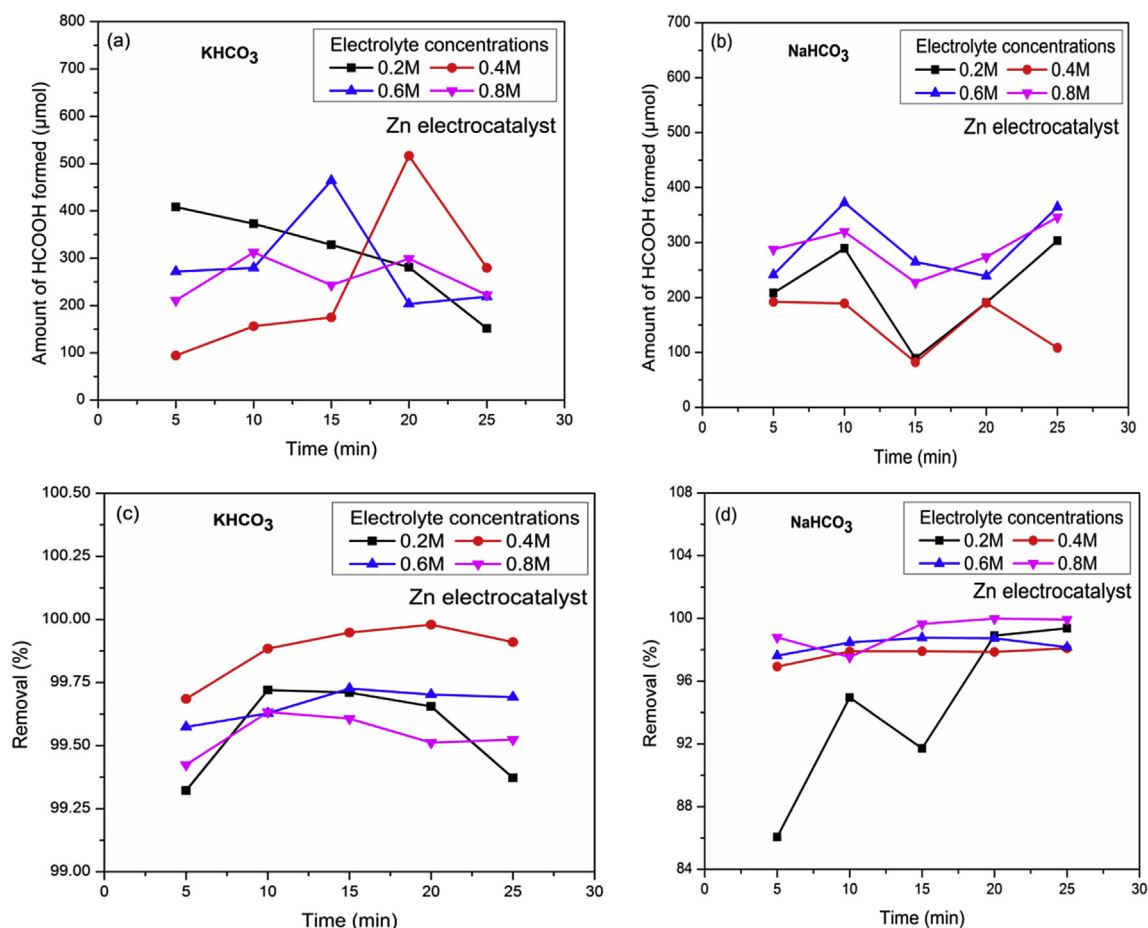 (a)
KHCO3
Electrolyte concentrations
0.2M 0.4M
0.6M 0.8M
Zn electrocatalyst
Amount of HCOOH formed (μmol)
800
700
600
500
400
300
200
100
0
0 5 10 15 20 25 30
Time (min)
(b)
NaHCO3
Electrolyte concentrations
0.2M 0.4M
0.6M 0.8M
Zn electrocatalyst
Amount of HCOOH formed (μmol)
700
600
500
400
300
200
100
0
0 5 10 15 20 25 30
Time (min)
(c)
KHCO3
Electrolyte concentrations
0.2M 0.4M
0.6M 0.8M
Zn electrocatalyst
Removal (%)
100.50
100.25
100.00
99.75
99.50
99.25
99.00
0 5 10 15 20 25 30
Time (min)
(d)
NaHCO3
Electrolyte concentrations
0.2M 0.4M
0.6M 0.8M
Zn electrocatalyst
Removal (%)
108
104
100
96
92
88
84
0 5 10 15 20 25 30
Time (min)